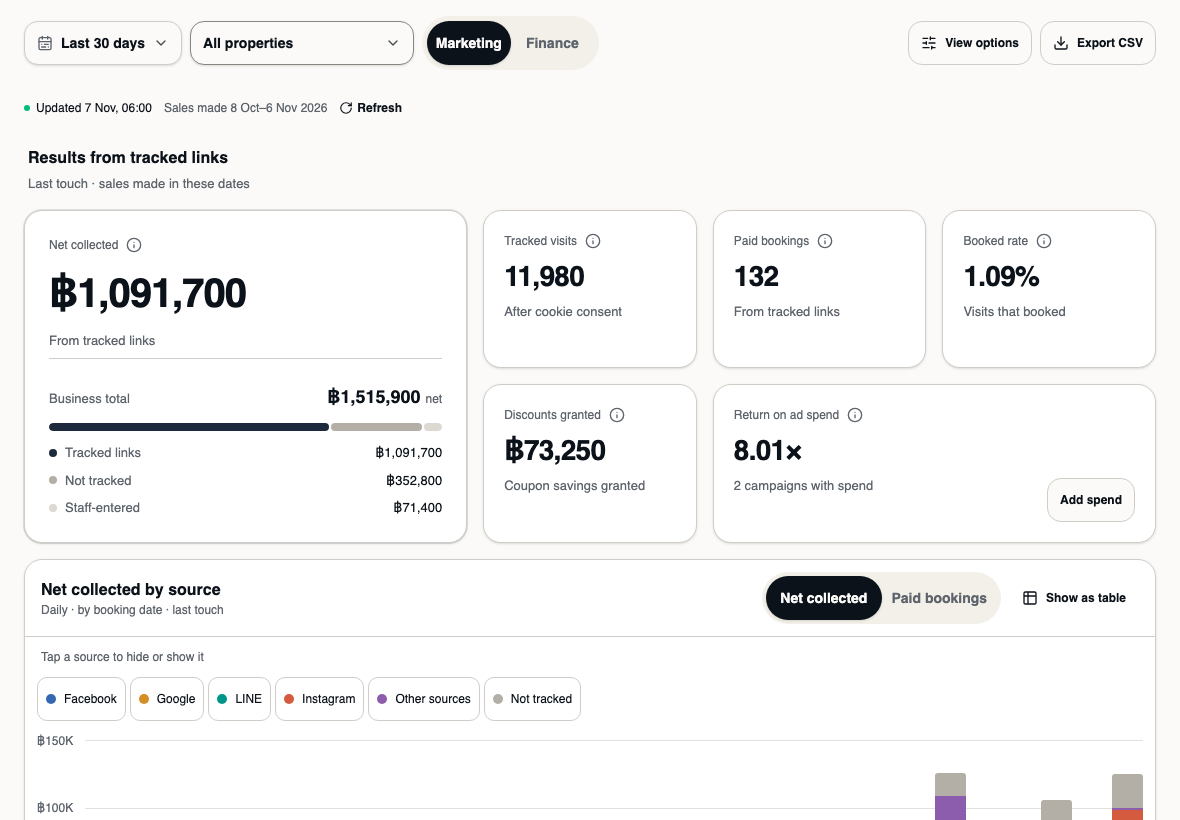 Last 30 days
All properties
Marketing
Finance
View options
Export CSV
Updated 7 Nov, 06:00
Sales made 8 Oct–6 Nov 2026
Refresh
Results from tracked links
Last touch · sales made in these dates
Net collected
฿1,091,700
From tracked links
Business total
฿1,515,900 net
Tracked links
฿1,091,700
Not tracked
฿352,800
Staff-entered
฿71,400
Tracked visits
11,980
After cookie consent
Paid bookings
132
From tracked links
Booked rate
1.09%
Visits that booked
Discounts granted
฿73,250
Coupon savings granted
Return on ad spend
8.01×
2 campaigns with spend
Add spend
Net collected by source
Daily · by booking date · last touch
Net collected
Paid bookings
Show as table
Tap a source to hide or show it
Facebook
Google
LINE
Instagram
Other sources
Not tracked
฿150K
฿100K